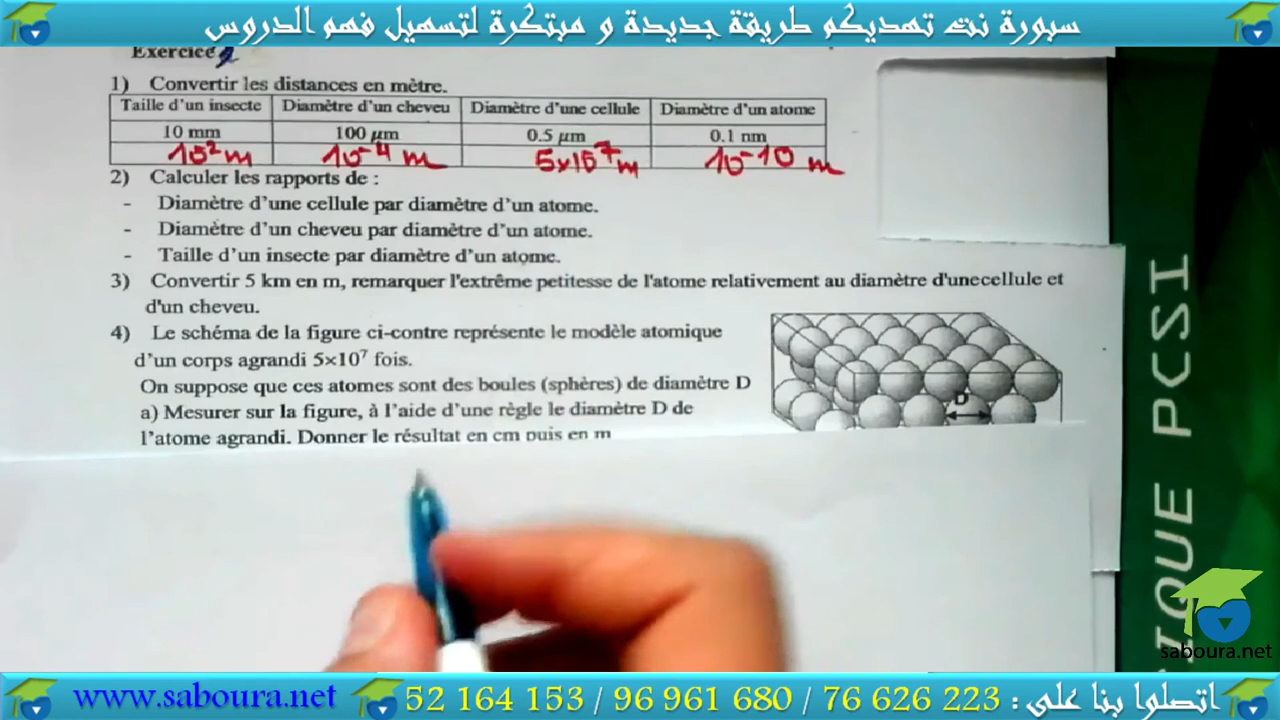 سبورة نت تهديكم طريقة جديدة و مبتكرة لتسهيل فهم الدروس
Exercice 2
1) Convertir les distances en mètre.
Taille d'un insecte Diamètre d'un cheveu Diamètre d'une cellule Diamètre d'un atome
10 mm 100 μm 0.5 μm 0.1 nm
10² m 10⁻⁴ m 5x10⁷ m 10⁻¹⁰ m
2) Calculer les rapports de :
- Diamètre d'une cellule par diamètre d'un atome.
- Diamètre d'un cheveu par diamètre d'un atome.
- Taille d'un insecte par diamètre d'un atome.
3) Convertir 5 km en m, remarquer l'extrême petitesse de l'atome relativement au diamètre d'unecellule et
d'un cheveu.
4) Le schéma de la figure ci-contre représente le modèle atomique
d'un corps agrandi 5×10⁷ fois.
On suppose que ces atomes sont des boules (sphères) de diamètre D
a) Mesurer sur la figure, à l'aide d'une règle le diamètre D de
l'atome agrandi. Donner le résultat en cm puis en m
D
IQUE PCSI
saboura.net
www.saboura.net
اتصلوا بنا على : 52 164 153 / 96 961 680 / 76 626 223